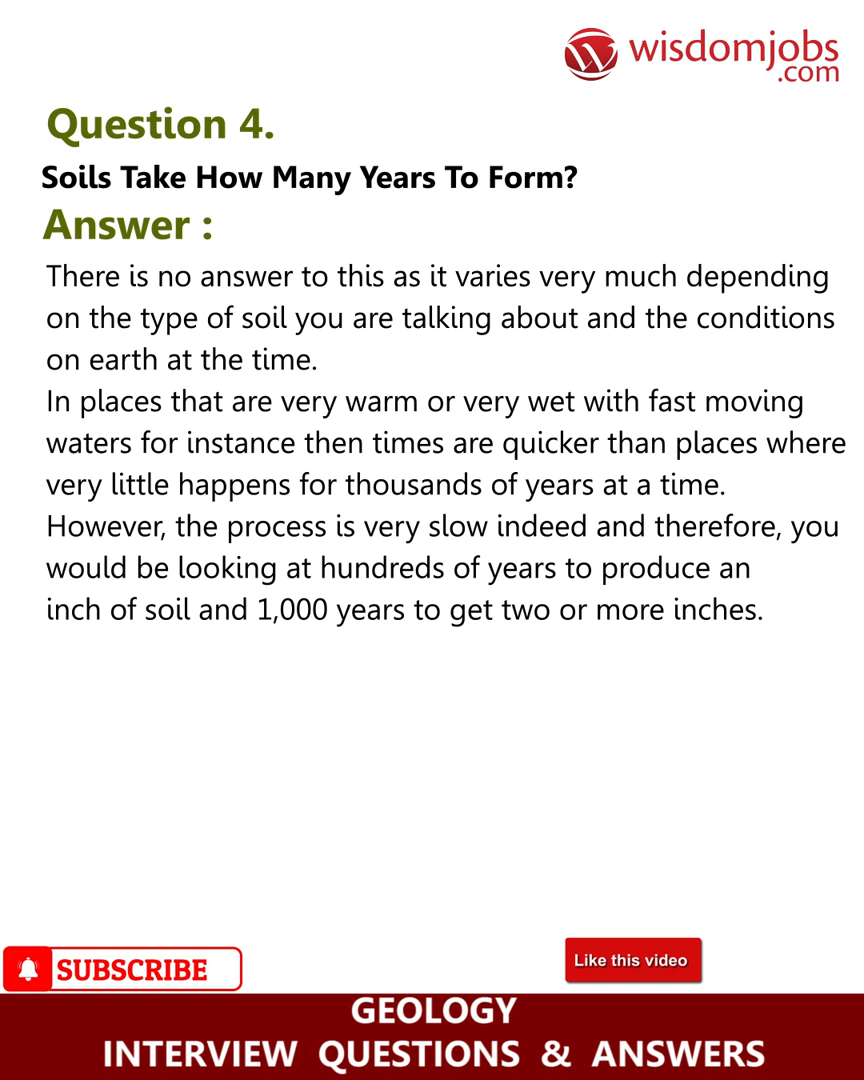 wisdomjobs
.com
Question 4.
Soils Take How Many Years To Form?
Answer :
There is no answer to this as it varies very much depending
on the type of soil you are talking about and the conditions
on earth at the time.
In places that are very warm or very wet with fast moving
waters for instance then times are quicker than places where
very little happens for thousands of years at a time.
However, the process is very slow indeed and therefore, you
would be looking at hundreds of years to produce an
inch of soil and 1,000 years to get two or more inches.
SUBSCRIBE
Like this video
GEOLOGY
INTERVIEW QUESTIONS & ANSWERS